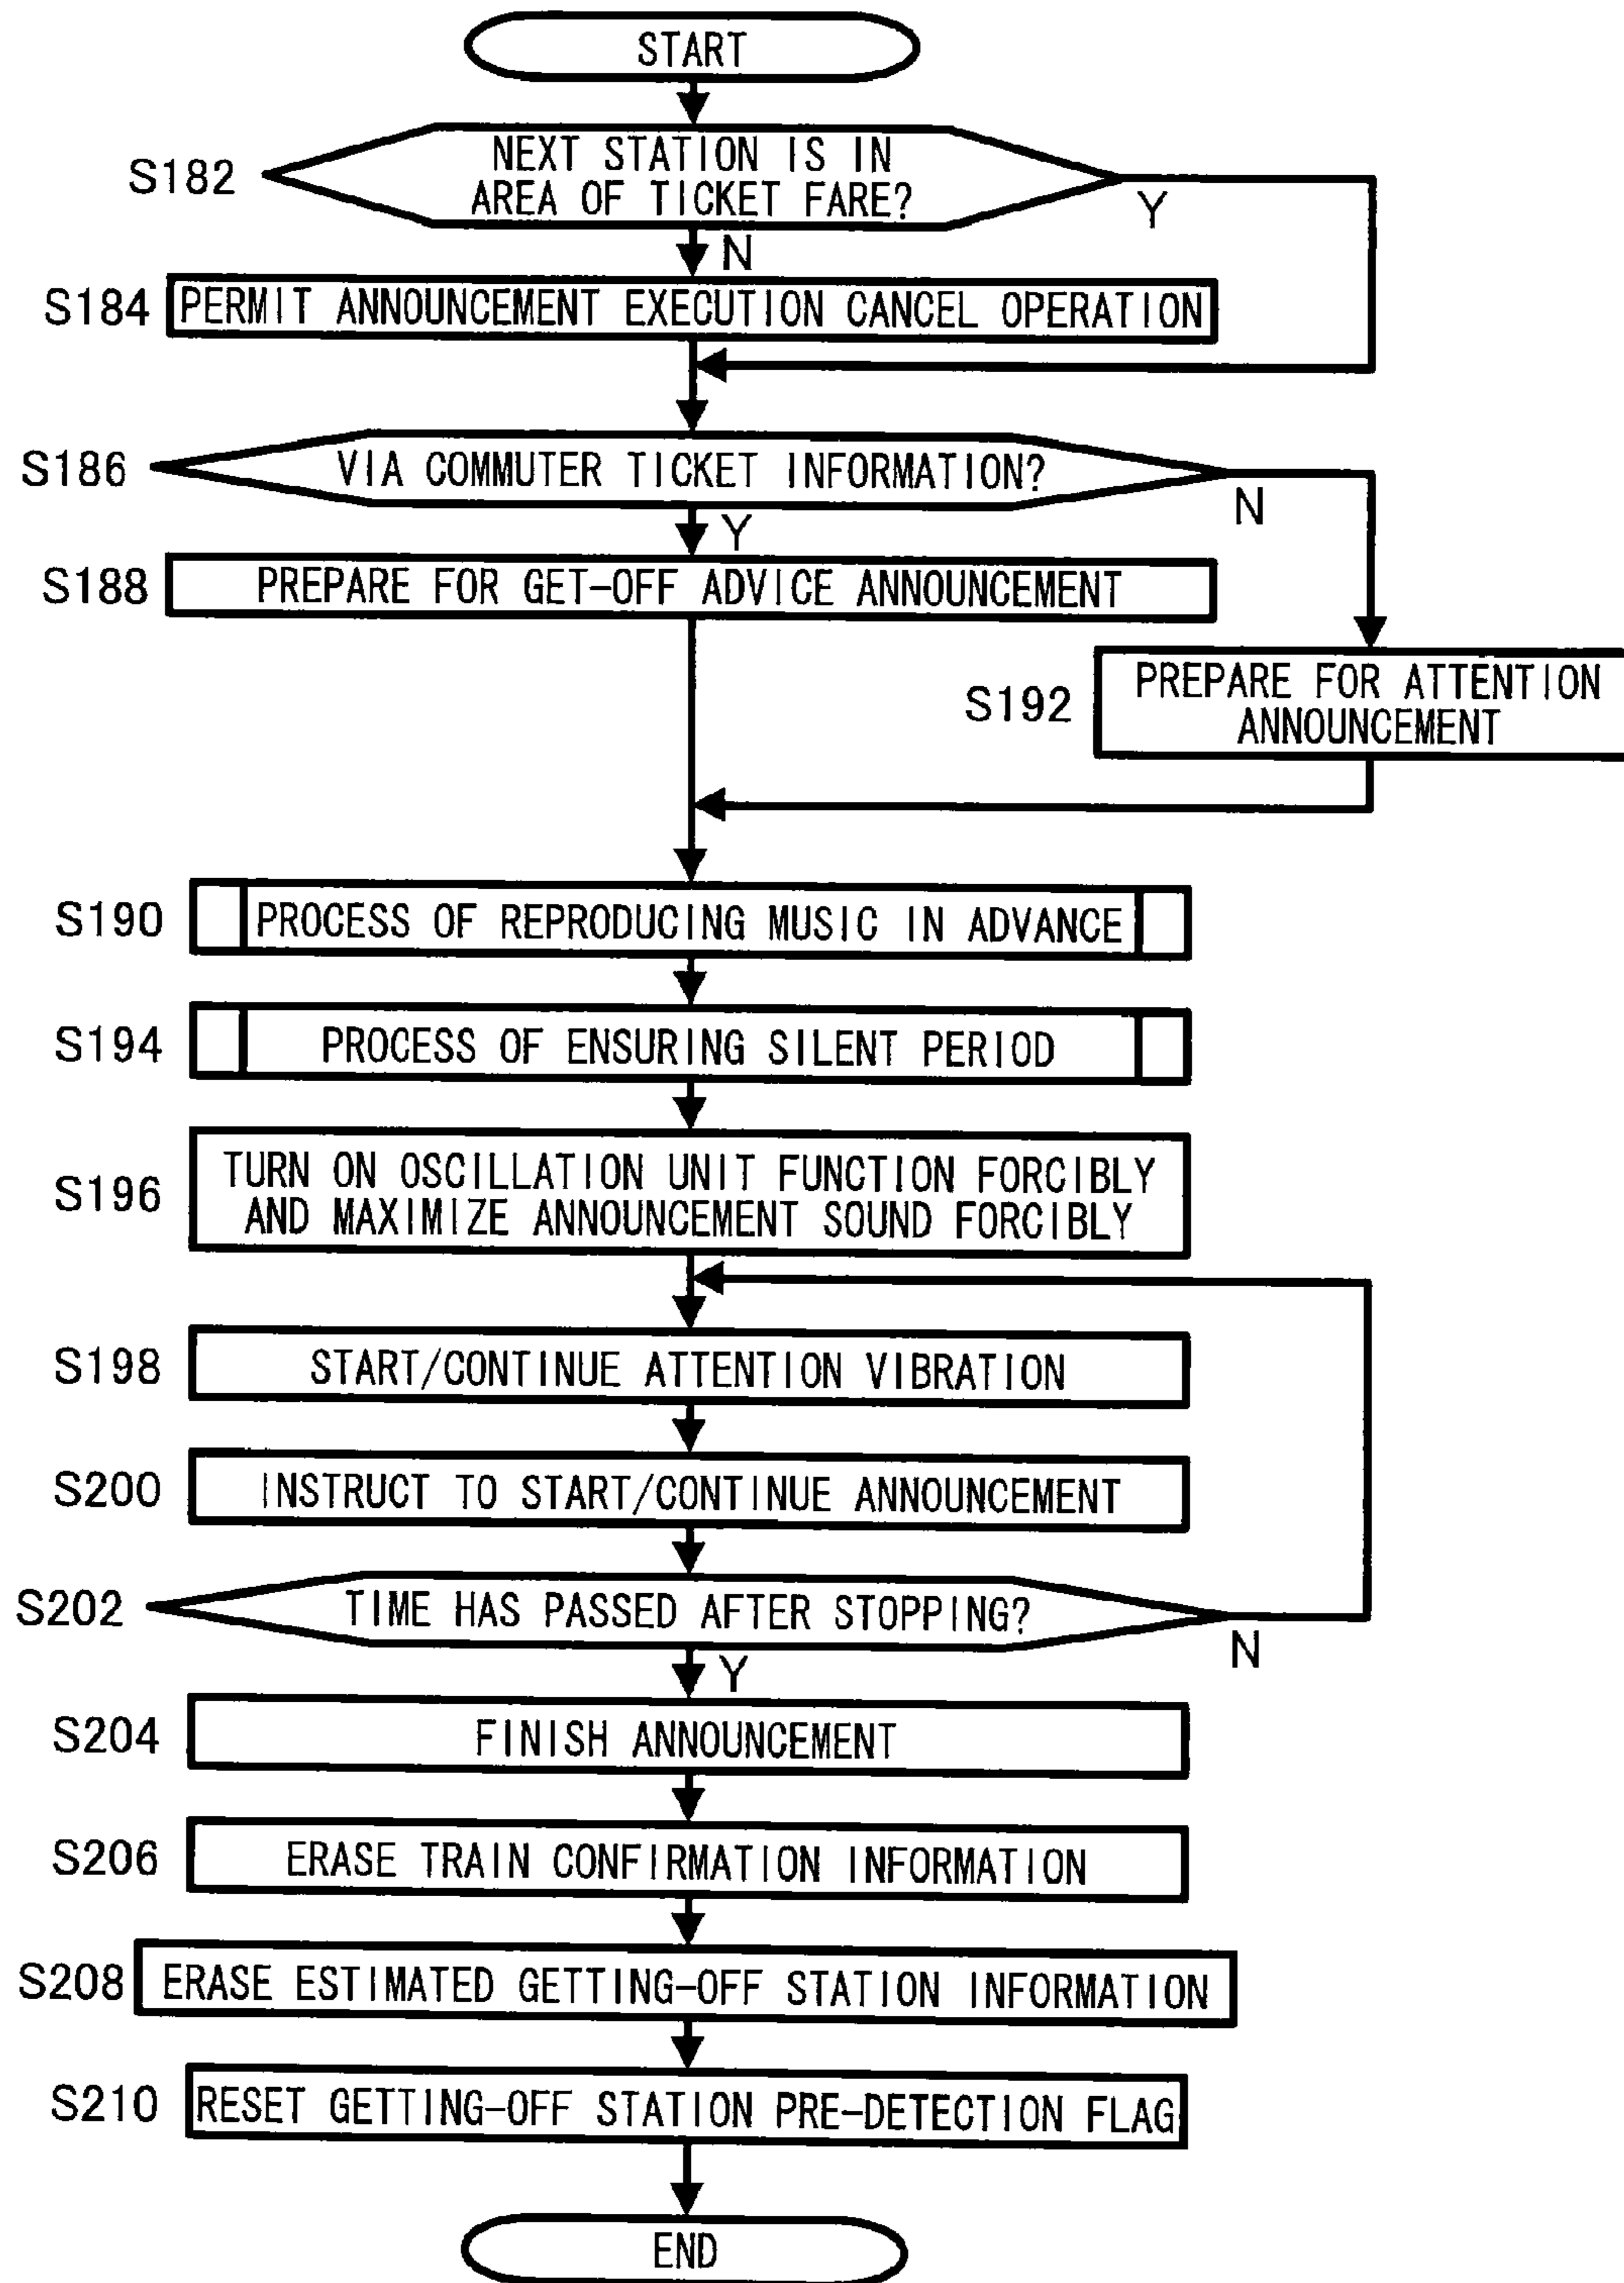 START
S182
NEXT STATION IS IN
AREA OF TICKET FARE?
Y
N
S184
PERMIT ANNOUNCEMENT EXECUTION CANCEL OPERATION
S186
VIA COMMUTER TICKET INFORMATION?
N
Y
S188
PREPARE FOR GET-OFF ADVICE ANNOUNCEMENT
S192
PREPARE FOR ATTENTION
ANNOUNCEMENT
S190
PROCESS OF REPRODUCING MUSIC IN ADVANCE
S194
PROCESS OF ENSURING SILENT PERIOD
S196
TURN ON OSCILLATION UNIT FUNCTION FORCIBLY
AND MAXIMIZE ANNOUNCEMENT SOUND FORCIBLY
S198
START/CONTINUE ATTENTION VIBRATION
S200
INSTRUCT TO START/CONTINUE ANNOUNCEMENT
S202
TIME HAS PASSED AFTER STOPPING?
N
Y
S204
FINISH ANNOUNCEMENT
S206
ERASE TRAIN CONFIRMATION INFORMATION
S208
ERASE ESTIMATED GETTING-OFF STATION INFORMATION
S210
RESET GETTING-OFF STATION PRE-DETECTION FLAG
END